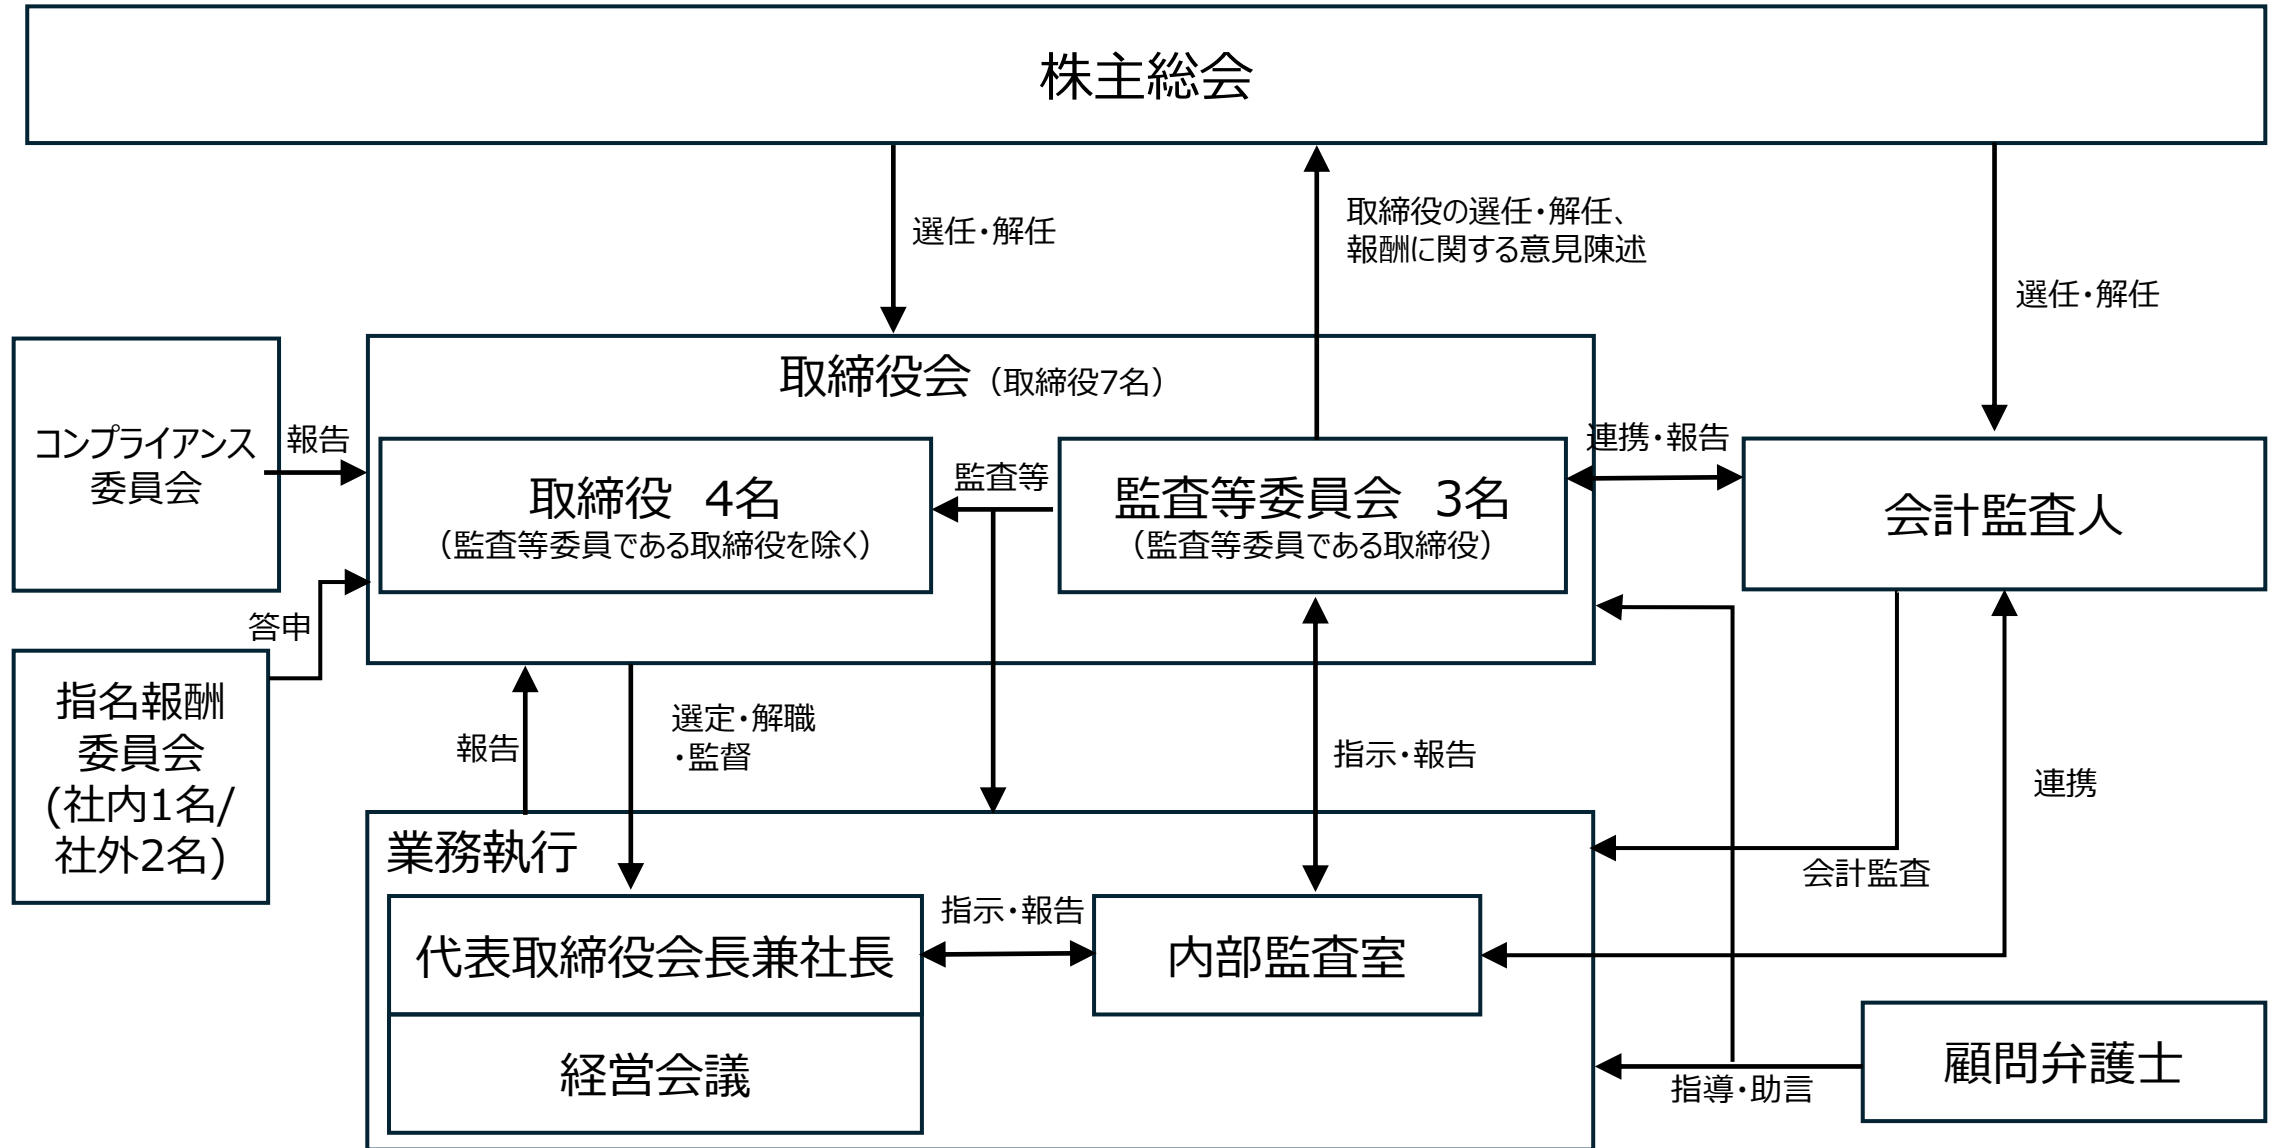 株主総会
選任・解任
取締役の選任・解任、
報酬に関する意見陳述
選任・解任
取締役会（取締役7名）
コンプライアンス
委員会
報告
取締役　4名
（監査等委員である取締役を除く）
監査等
監査等委員会　3名
（監査等委員である取締役）
連携・報告
会計監査人
答申
指名報酬
委員会
(社内1名/
社外2名)
報告
選定・解職
・監督
指示・報告
連携
業務執行
会計監査
代表取締役会長兼社長
指示・報告
内部監査室
経営会議
顧問弁護士
指導・助言